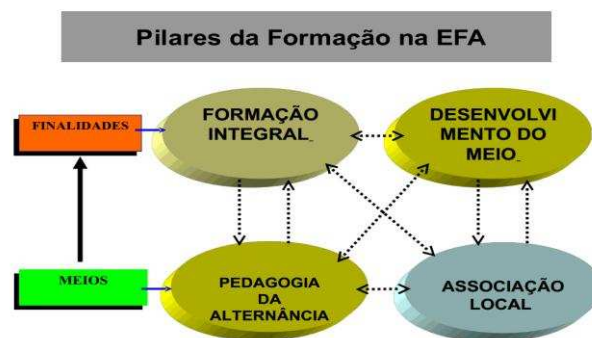 Pilares da Formação na EFA
FINALIDADES
FORMAÇÃO
INTEGRAL
DESENVOLVI
MENTO DO
MEIO
MEIOS
PEDAGOGIA
DA
ALTERNÂNCIA
ASSOCIAÇÃO
LOCAL